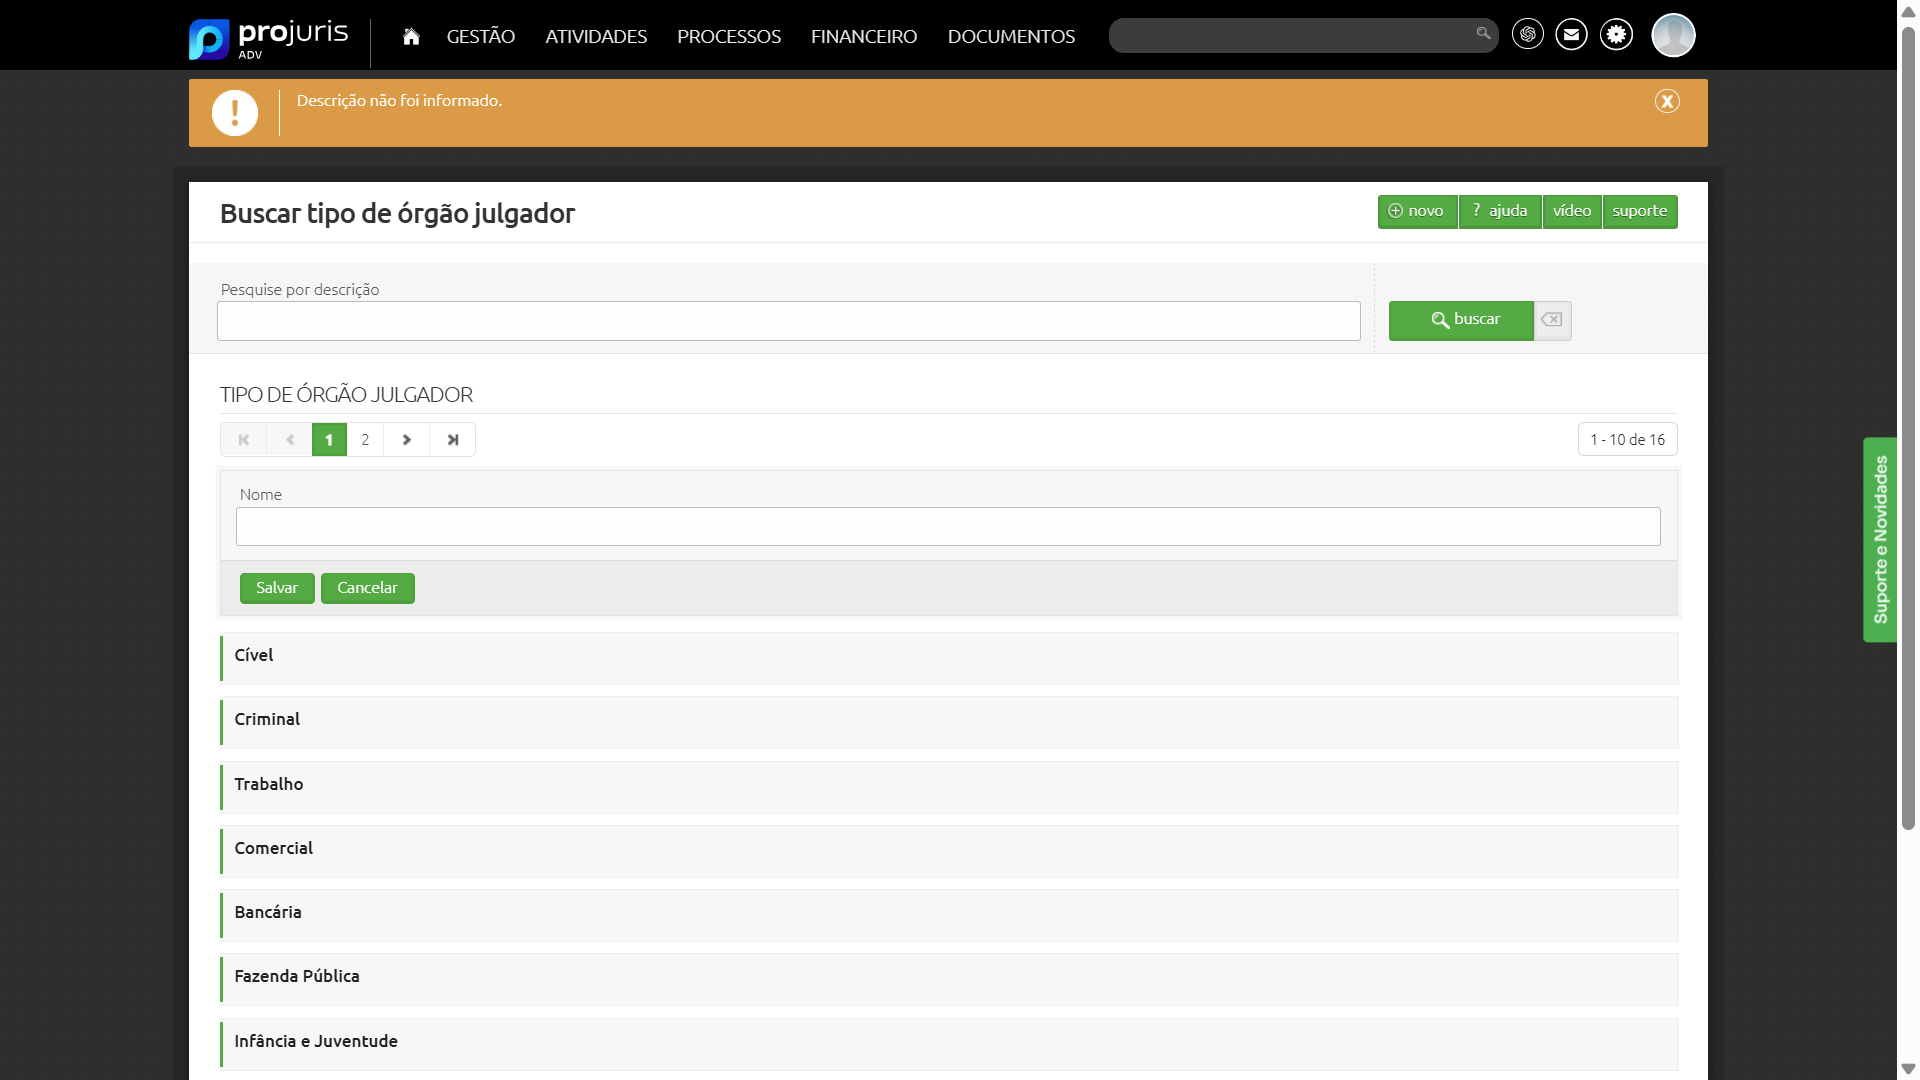 projuris
ADV
GESTÃO
ATIVIDADES
PROCESSOS
FINANCEIRO
DOCUMENTOS
!
Descrição não foi informado.
X
Buscar tipo de órgão julgador
novo
? ajuda
vídeo
suporte
Pesquise por descrição
buscar
TIPO DE ÓRGÃO JULGADOR
1
2
1 - 10 de 16
Nome
Salvar
Cancelar
Cível
Criminal
Trabalho
Comercial
Bancária
Fazenda Pública
Infância e Juventude
Suporte e Novidades